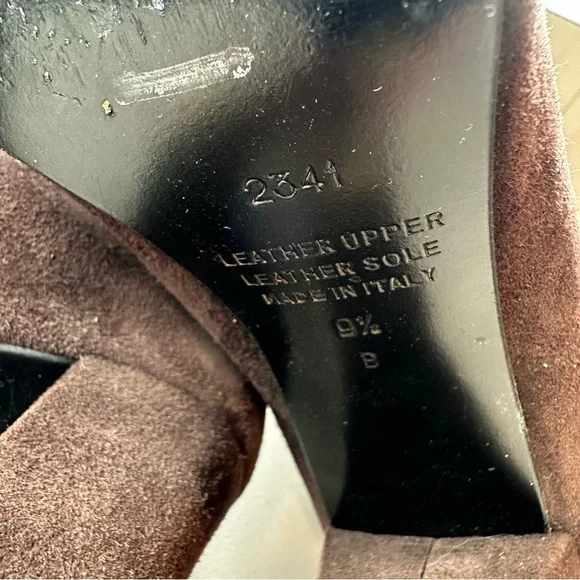 2341
LEATHER UPPER
LEATHER SOLE
MADE IN ITALY
9½
B